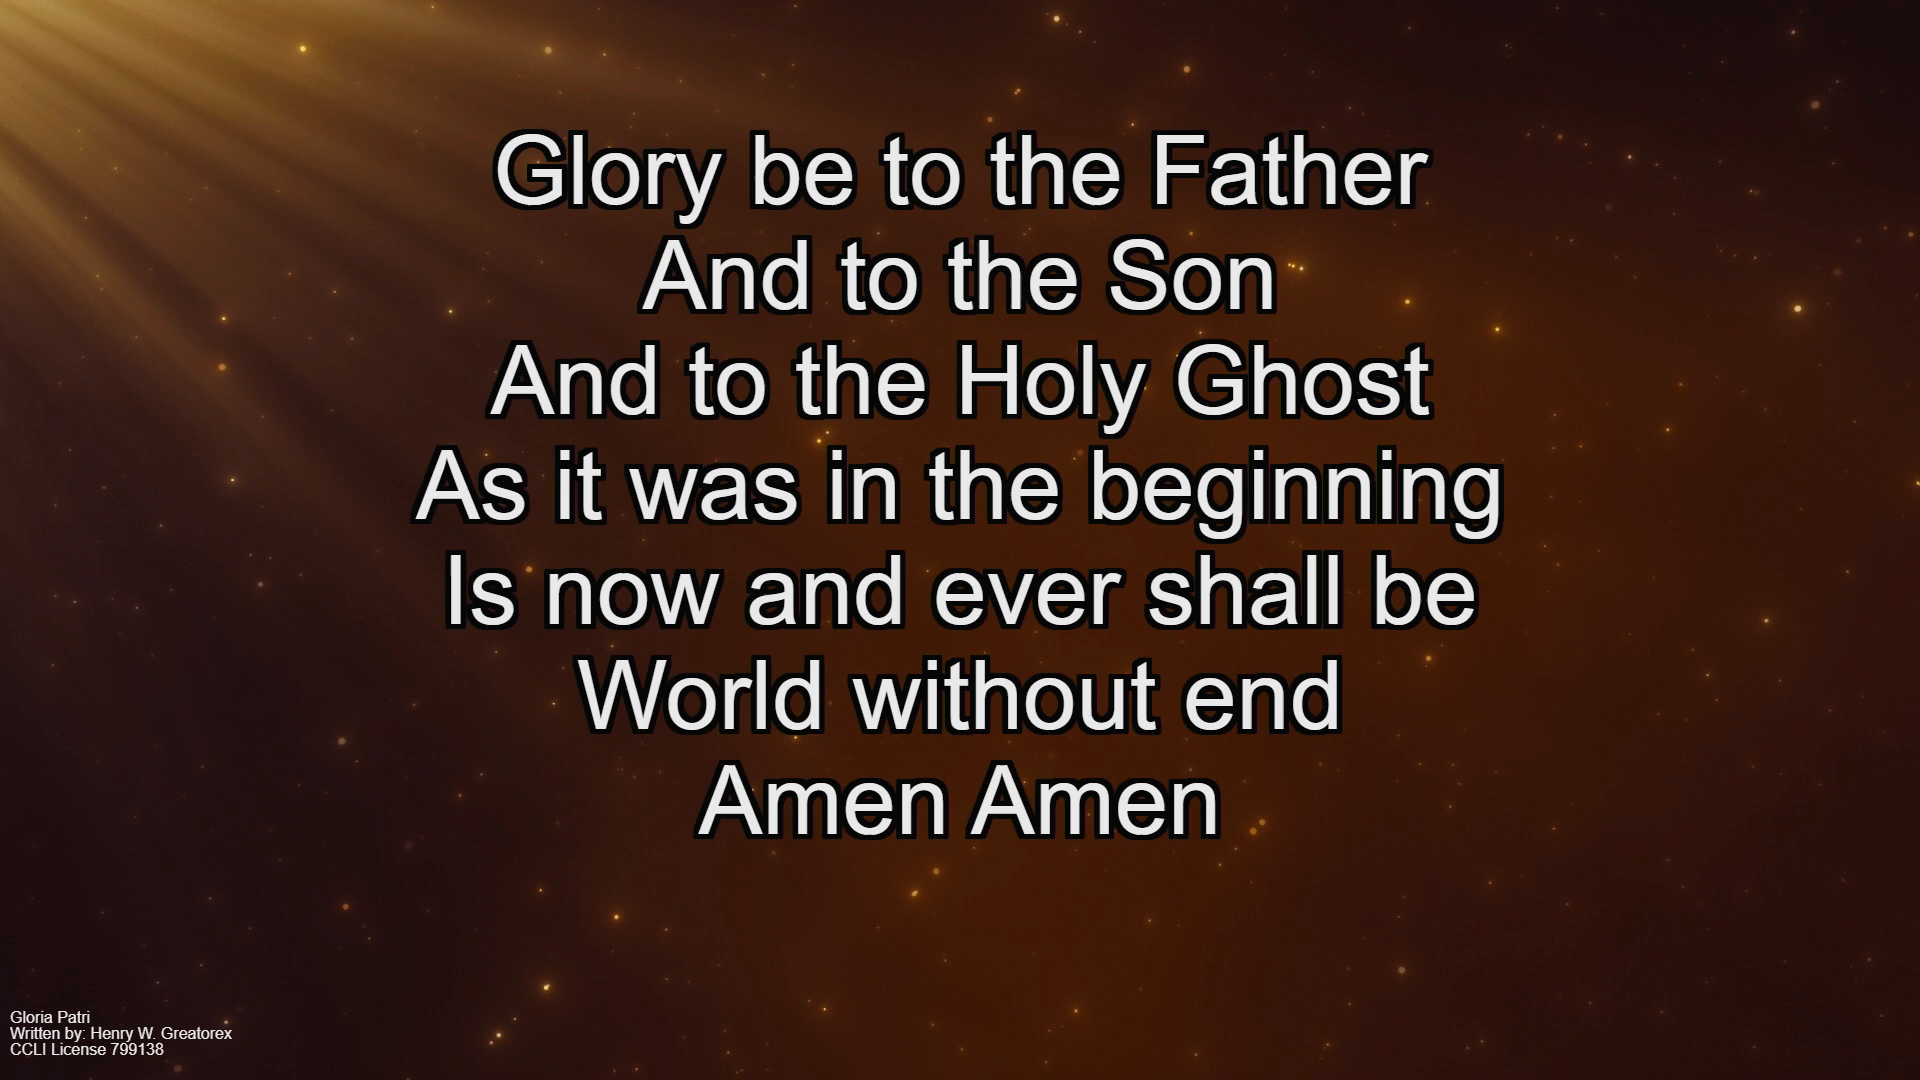 Glory be to the Father
And to the Son
And to the Holy Ghost
As it was in the beginning
Is now and ever shall be
World without end
Amen Amen
Gloria Patri
Written by: Henry W. Greatorex
CCLI License 799138